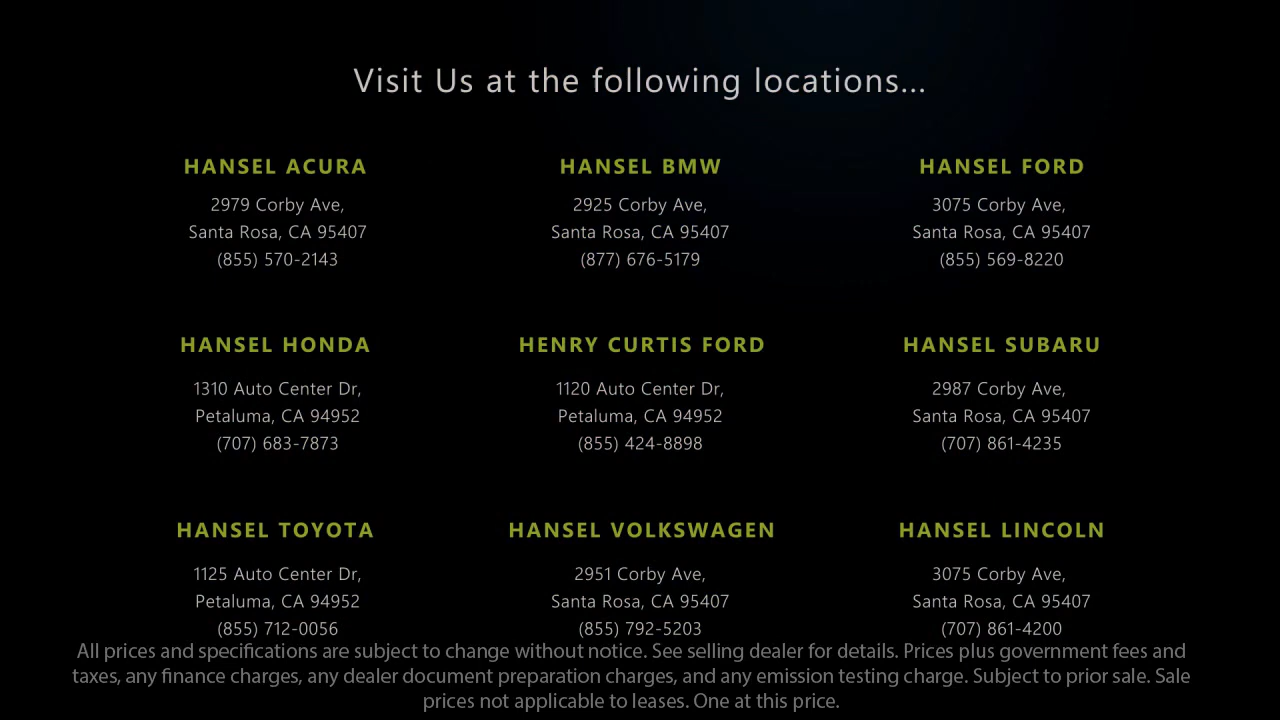 Visit Us at the following locations...
HANSEL ACURA
2979 Corby Ave,
Santa Rosa, CA 95407
(855) 570-2143
HANSEL BMW
2925 Corby Ave,
Santa Rosa, CA 95407
(877) 676-5179
HANSEL FORD
3075 Corby Ave,
Santa Rosa, CA 95407
(855) 569-8220
HANSEL HONDA
1310 Auto Center Dr,
Petaluma, CA 94952
(707) 683-7873
HENRY CURTIS FORD
1120 Auto Center Dr,
Petaluma, CA 94952
(855) 424-8898
HANSEL SUBARU
2987 Corby Ave,
Santa Rosa, CA 95407
(707) 861-4235
HANSEL TOYOTA
1125 Auto Center Dr,
Petaluma, CA 94952
(855) 712-0056
HANSEL VOLKSWAGEN
2951 Corby Ave,
Santa Rosa, CA 95407
(855) 792-5203
HANSEL LINCOLN
3075 Corby Ave,
Santa Rosa, CA 95407
(707) 861-4200
All prices and specifications are subject to change without notice. See selling dealer for details. Prices plus government fees and
taxes, any finance charges, any dealer document preparation charges, and any emission testing charge. Subject to prior sale. Sale
prices not applicable to leases. One at this price.